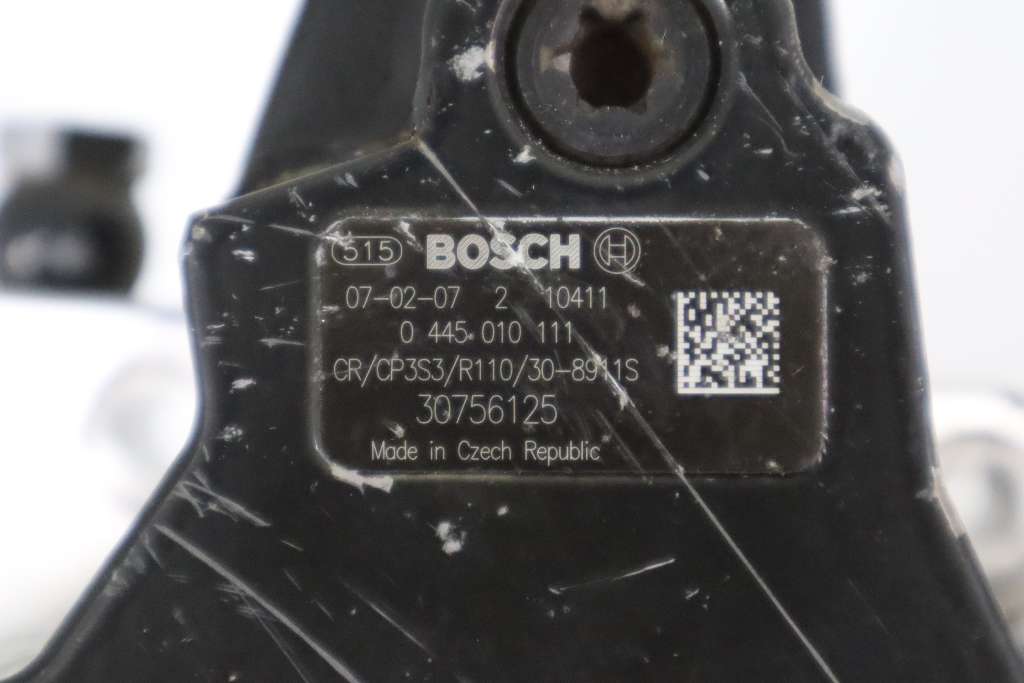 515 BOSCH
07-02-07 2 10411
0 445 010 111
CR/CP3S3/R110/30-8911S
30756125
Made in Czech Republic